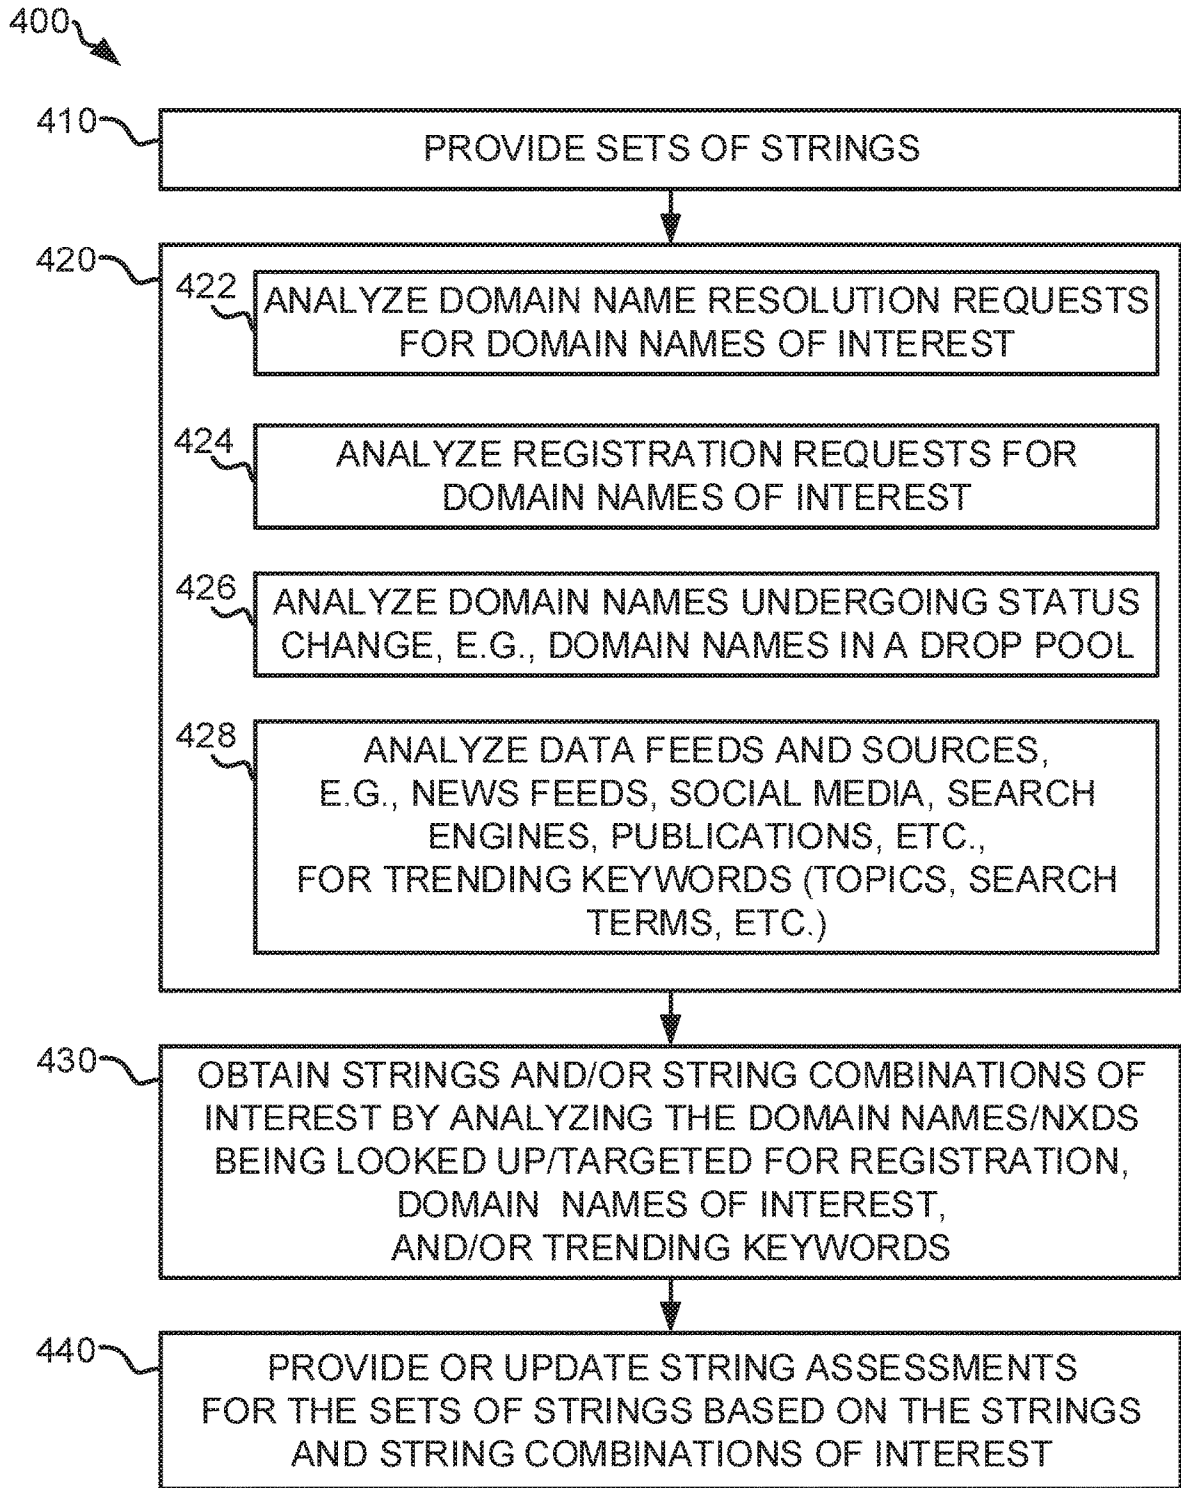 400
410
PROVIDE SETS OF STRINGS
420
422
ANALYZE DOMAIN NAME RESOLUTION REQUESTS
FOR DOMAIN NAMES OF INTEREST
424
ANALYZE REGISTRATION REQUESTS FOR
DOMAIN NAMES OF INTEREST
426
ANALYZE DOMAIN NAMES UNDERGOING STATUS
CHANGE, E.G., DOMAIN NAMES IN A DROP POOL
428
ANALYZE DATA FEEDS AND SOURCES,
E.G., NEWS FEEDS, SOCIAL MEDIA, SEARCH
ENGINES, PUBLICATIONS, ETC.,
FOR TRENDING KEYWORDS (TOPICS, SEARCH
TERMS, ETC.)
430
OBTAIN STRINGS AND/OR STRING COMBINATIONS OF
INTEREST BY ANALYZING THE DOMAIN NAMES/NXDS
BEING LOOKED UP/TARGETED FOR REGISTRATION,
DOMAIN NAMES OF INTEREST,
AND/OR TRENDING KEYWORDS
440
PROVIDE OR UPDATE STRING ASSESSMENTS
FOR THE SETS OF STRINGS BASED ON THE STRINGS
AND STRING COMBINATIONS OF INTEREST